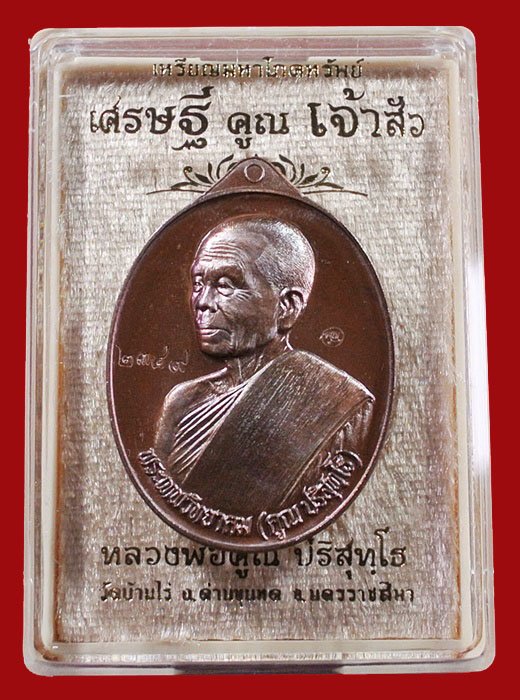 เหรียญมหาโภคทรัพย์
เศรษฐี คูณ เจ้าสัว
๒๓๔๙
พระเทพวิทยาคม (คูณ ปริสุทฺโธ)
หลวงพ่อคูณ ปริสุทฺโธ
วัดบ้านไร่ อ.ด่านขุนทด จ.นครราชสีมา